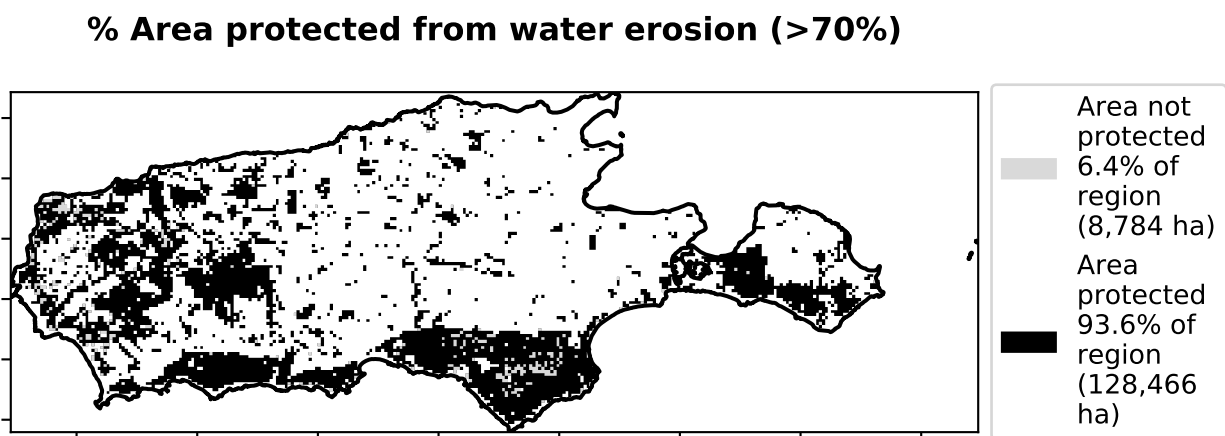 % Area protected from water erosion (>70%)
Area not
protected
6.4% of
region
(8,784 ha)
Area
protected
93.6% of
region
(128,466
ha)